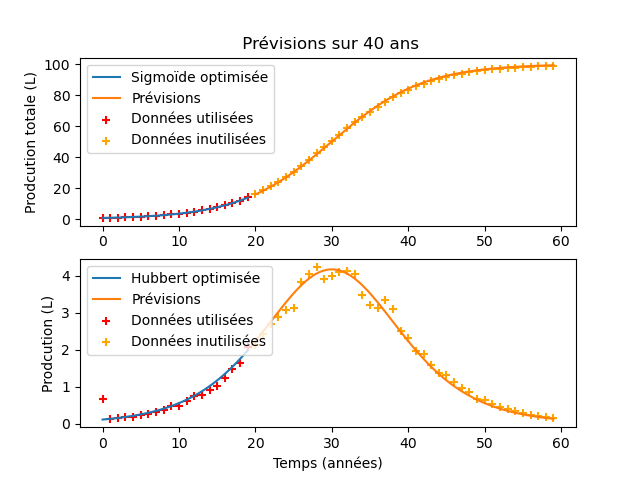 Prévisions sur 40 ans
Prodcution totale (L)
100
80
60
40
20
0
Sigmoïde optimisée
Prévisions
Données utilisées
Données inutilisées
0 10 20 30 40 50 60
Prodcution (L)
4
3
2
1
0
Hubbert optimisée
Prévisions
Données utilisées
Données inutilisées
0 10 20 30 40 50 60
Temps (années)